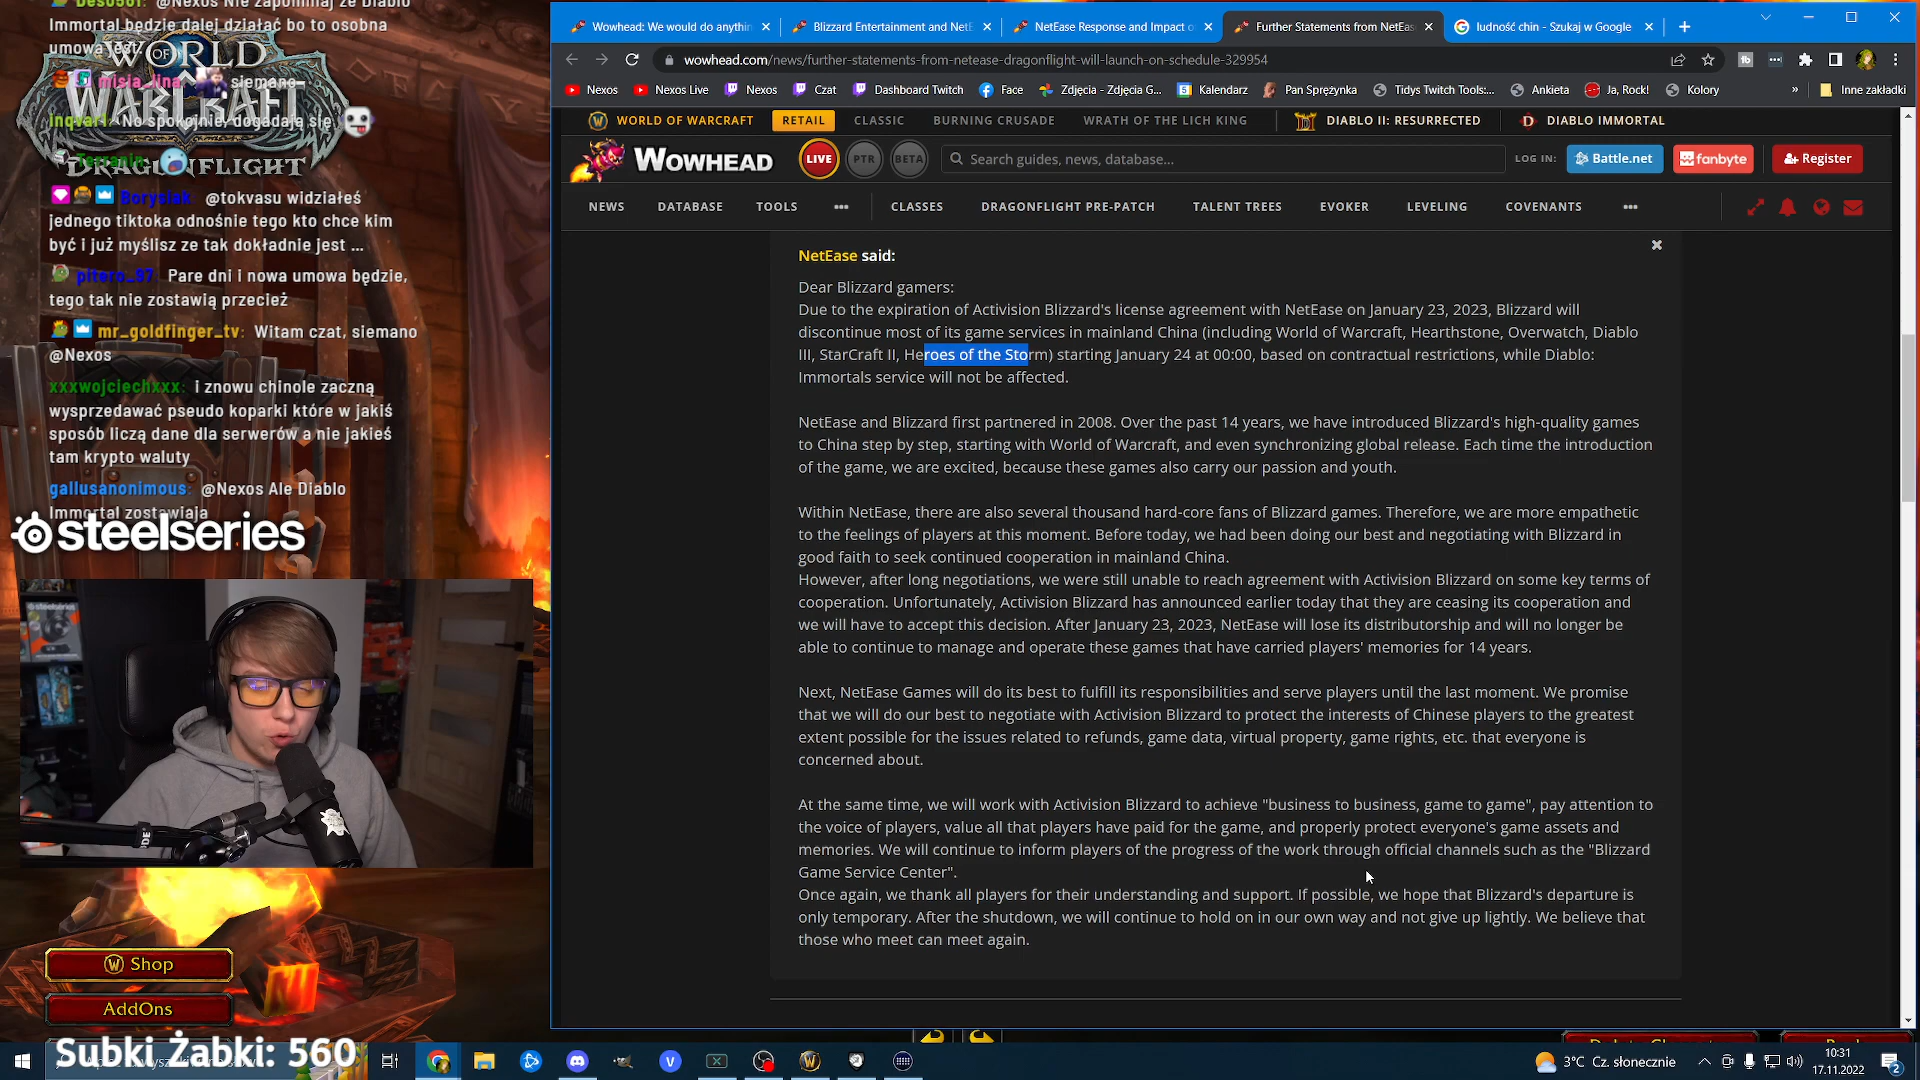 Deso5of: @Nexos Nie zapominaj że Diablo
Immortal będzie dalej działać bo to osobna
umowa jest.
misia_lina: siemano-
inqvarl: No spokojnie, dogadają się
Terranin:
WORLD OF WARCRAFT
DRAGONFLIGHT
Borysiak: @tokvasu widziałeś
jednego tiktoka odnośnie tego kto chce kim
być i już myślisz ze tak dokładnie jest ...
pitero_97: Pare dni i nowa umowa będzie,
tego tak nie zostawią przecież
mr_goldfinger_tv: Witam czat, siemano
@Nexos
xxxwojciechxxx: i znowu chinole zaczną
wysprzedawać pseudo koparki które w jakiś
sposób liczą dane dla serwerów a nie jakieś
tam krypto waluty
gallusanonimous: @Nexos Ale Diablo
Immortal zostawiają
steelseries
steelseries
Shop
AddOns
Subki Żabki: 560
Wowhead: We would do anythin
Blizzard Entertainment and NetE
NetEase Response and Impact o
Further Statements from NetEase
ludność chin - Szukaj w Google
wowhead.com/news/further-statements-from-netease-dragonflight-will-launch-on-schedule-329954
Nexos
Nexos Live
Nexos
Czat
Dashboard Twitch
Face
Zdjęcia - Zdjęcia G...
Kalendarz
Pan Sprężynka
Tidys Twitch Tools:...
Ankieta
Ja, Rock!
Kolory
»
Inne zakładki
WORLD OF WARCRAFT
RETAIL
CLASSIC
BURNING CRUSADE
WRATH OF THE LICH KING
DIABLO II: RESURRECTED
DIABLO IMMORTAL
WOWHEAD
LIVE
PTR
BETA
Search guides, news, database...
LOG IN:
Battle.net
fanbyte
Register
NEWS
DATABASE
TOOLS
CLASSES
DRAGONFLIGHT PRE-PATCH
TALENT TREES
EVOKER
LEVELING
COVENANTS
NetEase said:
Dear Blizzard gamers:
Due to the expiration of Activision Blizzard's license agreement with NetEase on January 23, 2023, Blizzard will
discontinue most of its game services in mainland China (including World of Warcraft, Hearthstone, Overwatch, Diablo
III, StarCraft II, Heroes of the Storm) starting January 24 at 00:00, based on contractual restrictions, while Diablo:
Immortals service will not be affected.
NetEase and Blizzard first partnered in 2008. Over the past 14 years, we have introduced Blizzard's high-quality games
to China step by step, starting with World of Warcraft, and even synchronizing global release. Each time the introduction
of the game, we are excited, because these games also carry our passion and youth.
Within NetEase, there are also several thousand hard-core fans of Blizzard games. Therefore, we are more empathetic
to the feelings of players at this moment. Before today, we had been doing our best and negotiating with Blizzard in
good faith to seek continued cooperation in mainland China.
However, after long negotiations, we were still unable to reach agreement with Activision Blizzard on some key terms of
cooperation. Unfortunately, Activision Blizzard has announced earlier today that they are ceasing its cooperation and
we will have to accept this decision. After January 23, 2023, NetEase will lose its distributorship and will no longer be
able to continue to manage and operate these games that have carried players' memories for 14 years.
Next, NetEase Games will do its best to fulfill its responsibilities and serve players until the last moment. We promise
that we will do our best to negotiate with Activision Blizzard to protect the interests of Chinese players to the greatest
extent possible for the issues related to refunds, game data, virtual property, game rights, etc. that everyone is
concerned about.
At the same time, we will work with Activision Blizzard to achieve "business to business, game to game", pay attention to
the voice of players, value all that players have paid for the game, and properly protect everyone's game assets and
memories. We will continue to inform players of the progress of the work through official channels such as the "Blizzard
Game Service Center".
Once again, we thank all players for their understanding and support. If possible, we hope that Blizzard's departure is
only temporary. After the shutdown, we will continue to hold on in our own way and not give up lightly. We believe that
those who meet can meet again.
3°C Cz. słonecznie
10:31
17.11.2022
2